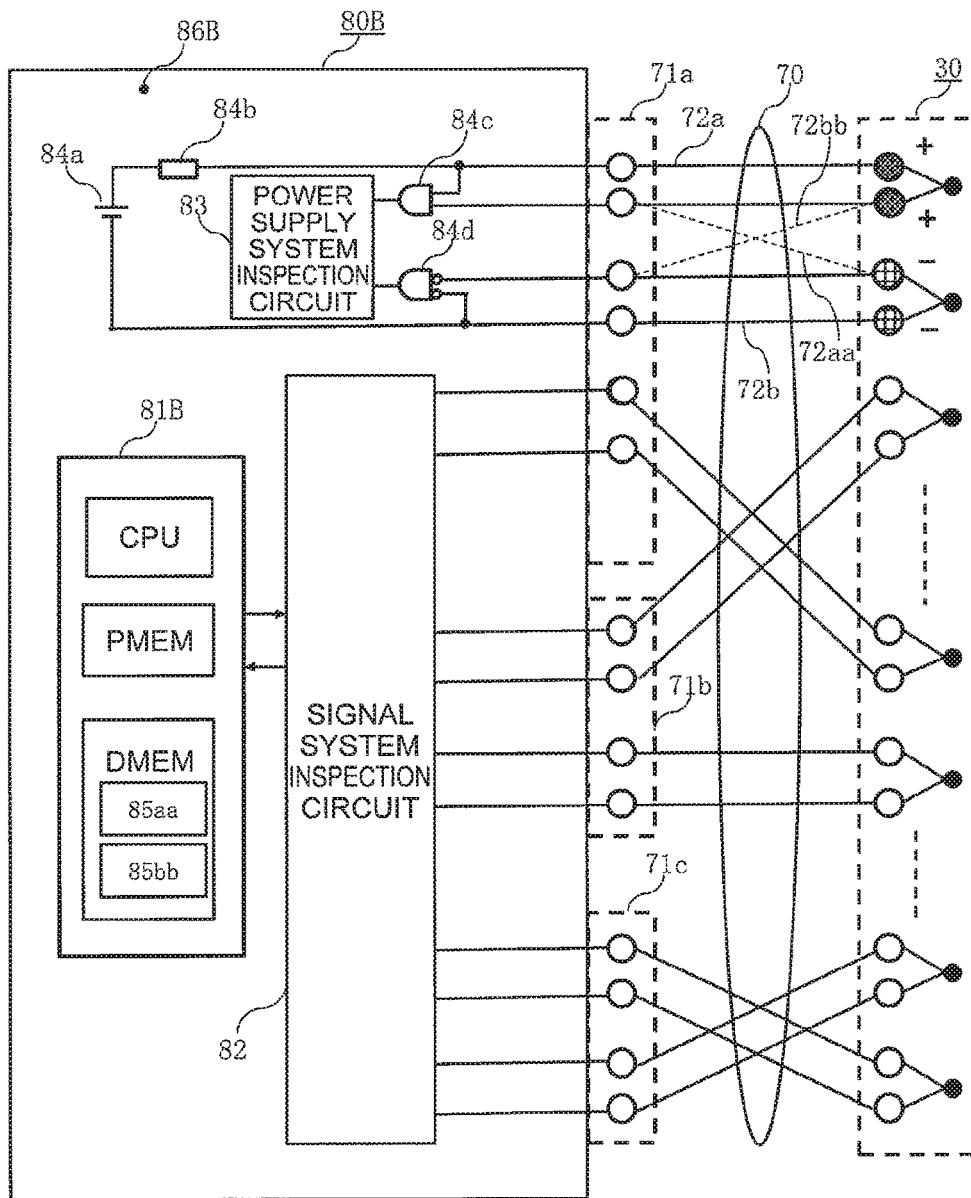 80B
86B
71a
70
30
84b
84c
72a
72bb
+
84a
83
POWER
SUPPLY
SYSTEM
INSPECTION
CIRCUIT
84d
+
−
−
72aa
72b
81B
CPU
PMEM
DMEM
85aa
85bb
SIGNAL
SYSTEM
INSPECTION
CIRCUIT
71b
71c
82